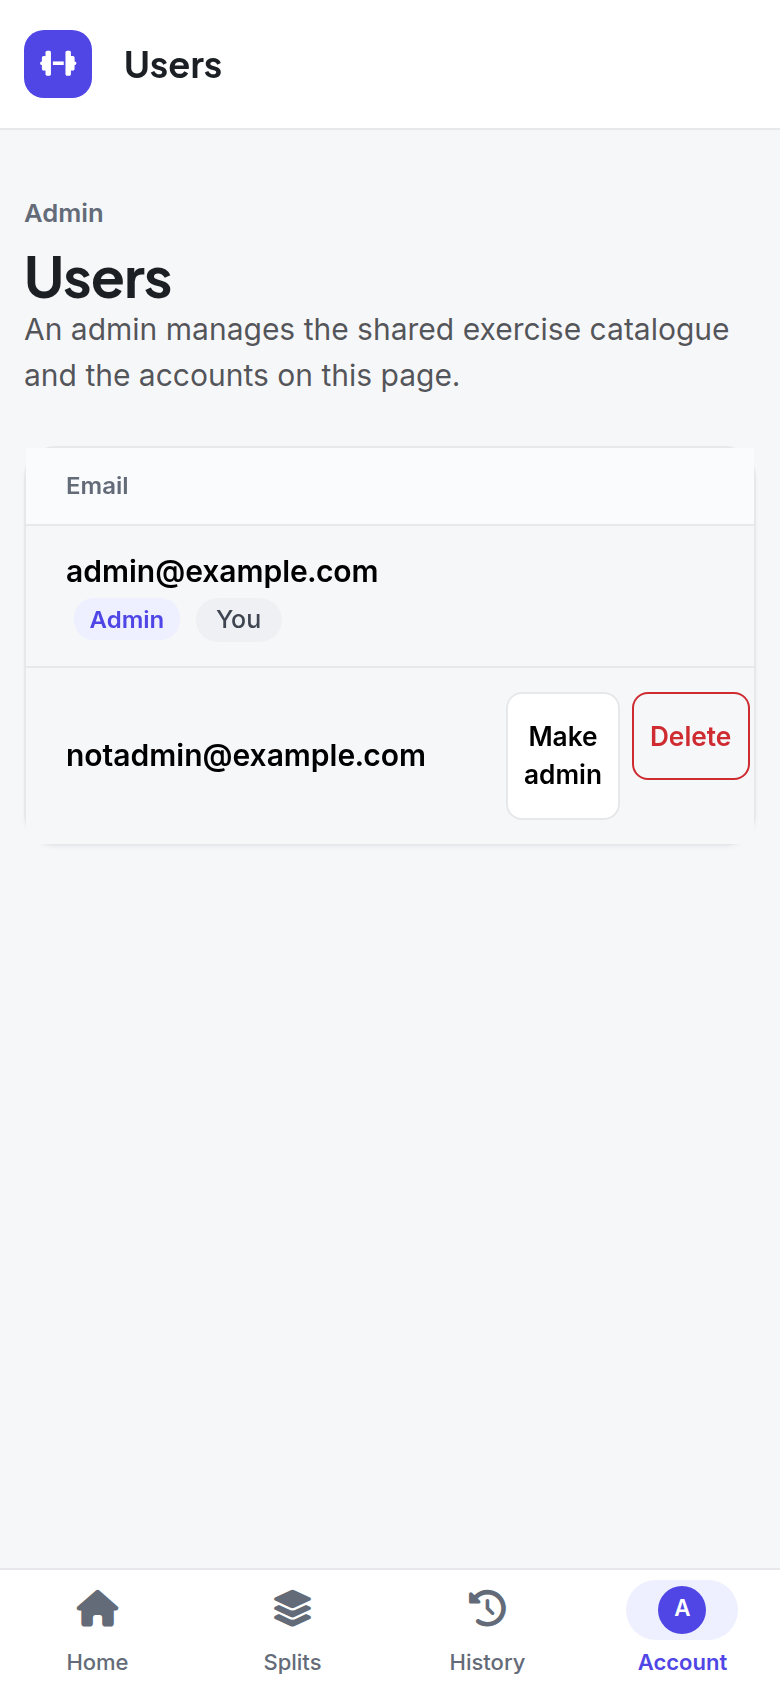 Users
Admin
Users
An admin manages the shared exercise catalogue
and the accounts on this page.
Email
admin@example.com
Admin You
notadmin@example.com
Make
admin
Delete
A
Home Splits History Account